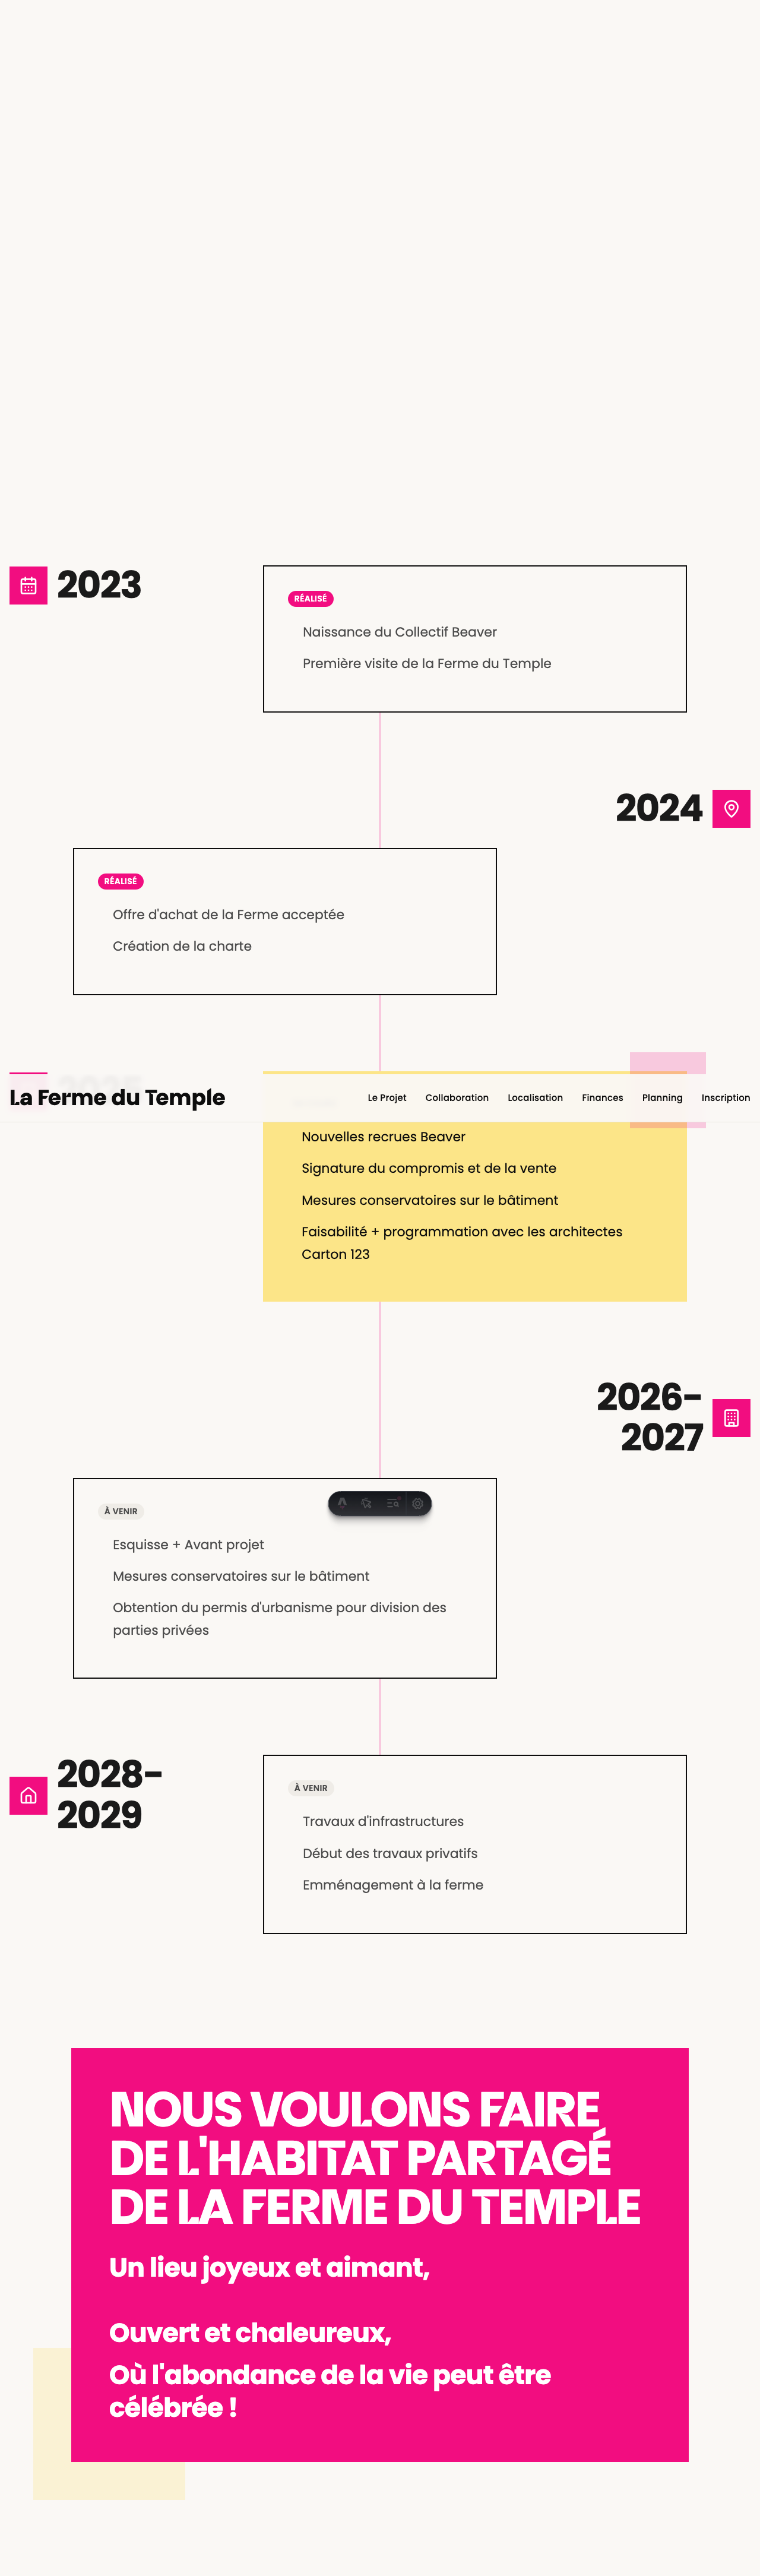 2023
RÉALISÉ
Naissance du Collectif Beaver
Première visite de la Ferme du Temple
2024
RÉALISÉ
Offre d'achat de la Ferme acceptée
Création de la charte
La Ferme du Temple
Le Projet
Collaboration
Localisation
Finances
Planning
Inscription
Nouvelles recrues Beaver
Signature du compromis et de la vente
Mesures conservatoires sur le bâtiment
Faisabilité + programmation avec les architectes
Carton 123
2026-
2027
À VENIR
Esquisse + Avant projet
Mesures conservatoires sur le bâtiment
Obtention du permis d'urbanisme pour division des
parties privées
2028-
2029
À VENIR
Travaux d'infrastructures
Début des travaux privatifs
Emménagement à la ferme
NOUS VOULONS FAIRE
DE L'HABITAT PARTAGÉ
DE LA FERME DU TEMPLE
Un lieu joyeux et aimant,
Ouvert et chaleureux,
Où l'abondance de la vie peut être
célébrée !